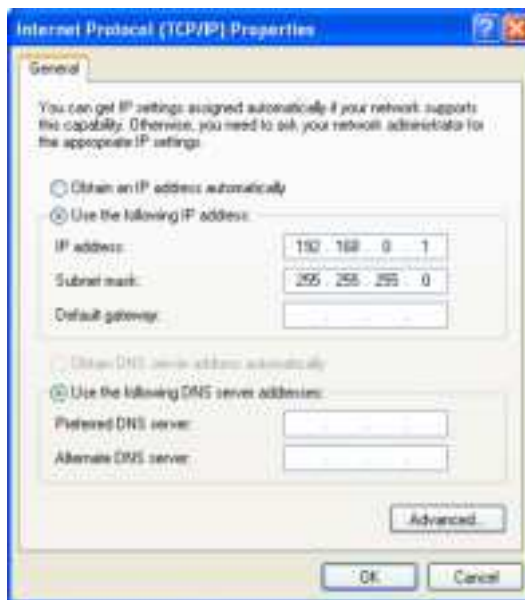 Internet Protocol (TCP/IP) Properties
General
You can get IP settings assigned automatically if your network supports
this capability. Otherwise, you need to ask your network administrator for
the appropriate IP settings.
Obtain an IP address automatically
Use the following IP address:
IP address: 192 . 168 . 0 . 1
Subnet mask: 255 . 255 . 255 . 0
Default gateway:
Obtain DNS server address automatically
Use the following DNS server addresses:
Preferred DNS server:
Alternate DNS server:
Advanced...
OK Cancel